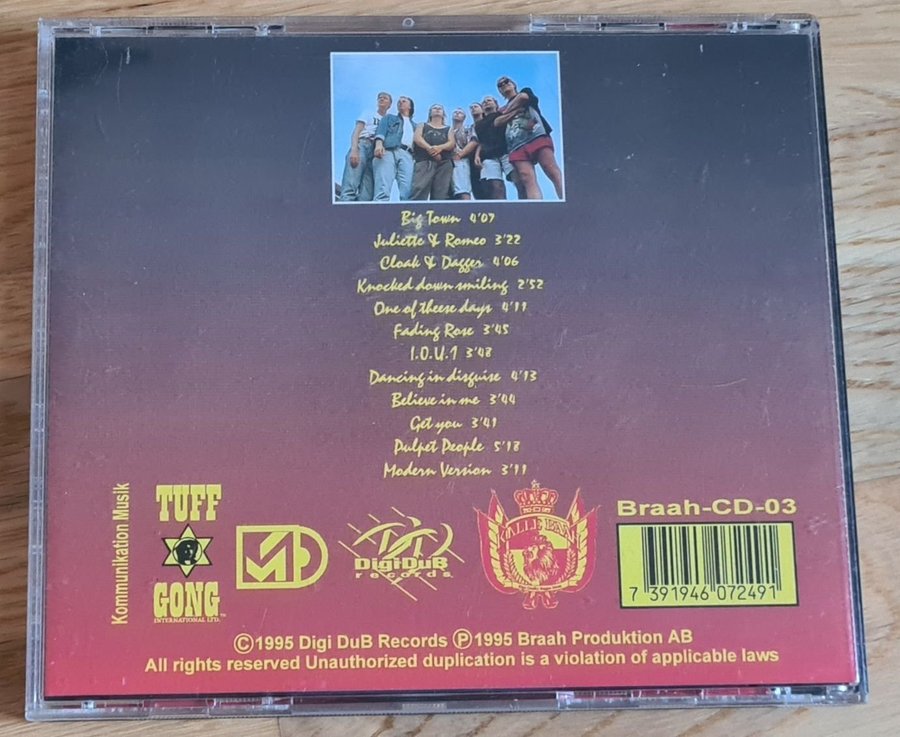 Big Town 4'07
Juliette & Romeo 3'22
Cloak & Dagger 4'06
Knocked down smiling 2'52
One of theese days 4'11
Fading Rose 3'45
I.O.U.1 3'48
Dancing in disguise 4'13
Believe in me 3'44
Get you 3'41
Pulpet People 5'18
Modern Version 3'11
Kommunikation Musik
TUFF
GONG
INTERNATIONAL LTD.
TM
DigiDuB
records
KALLE BAH
Braah-CD-03
7 391946 072491
©1995 Digi DuB Records ℗1995 Braah Produktion AB
All rights reserved Unauthorized duplication is a violation of applicable laws